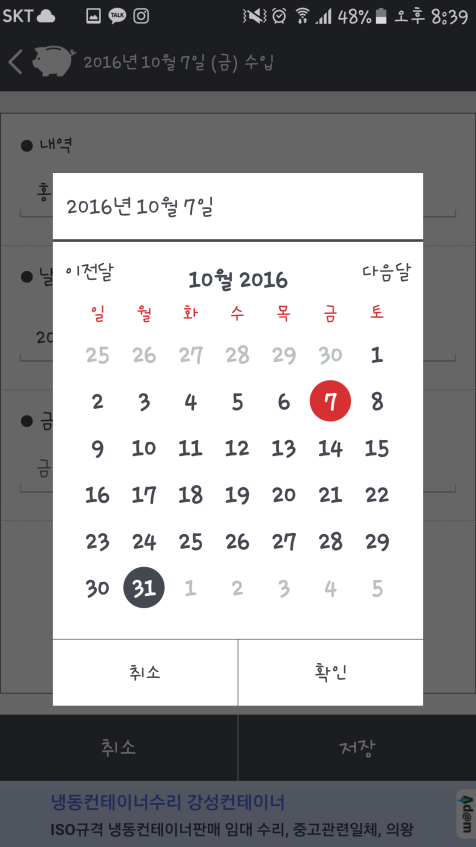 SKT TALK 48% 오후 8:39
2016년 10월 7일 (금) 수입
● 내역
홍
2016년 10월 7일
이전달 10월 2016 다음달
일 월 화 수 목 금 토
25 26 27 28 29 30 1
2 3 4 5 6 7 8
9 10 11 12 13 14 15
16 17 18 19 20 21 22
23 24 25 26 27 28 29
30 31 1 2 3 4 5
● 날
20
● 금
금
취소 확인
취소 저장
냉동컨테이너수리 강성컨테이너
ISO규격 냉동컨테이너판매 임대 수리, 중고관련일체, 의왕
Ad@m